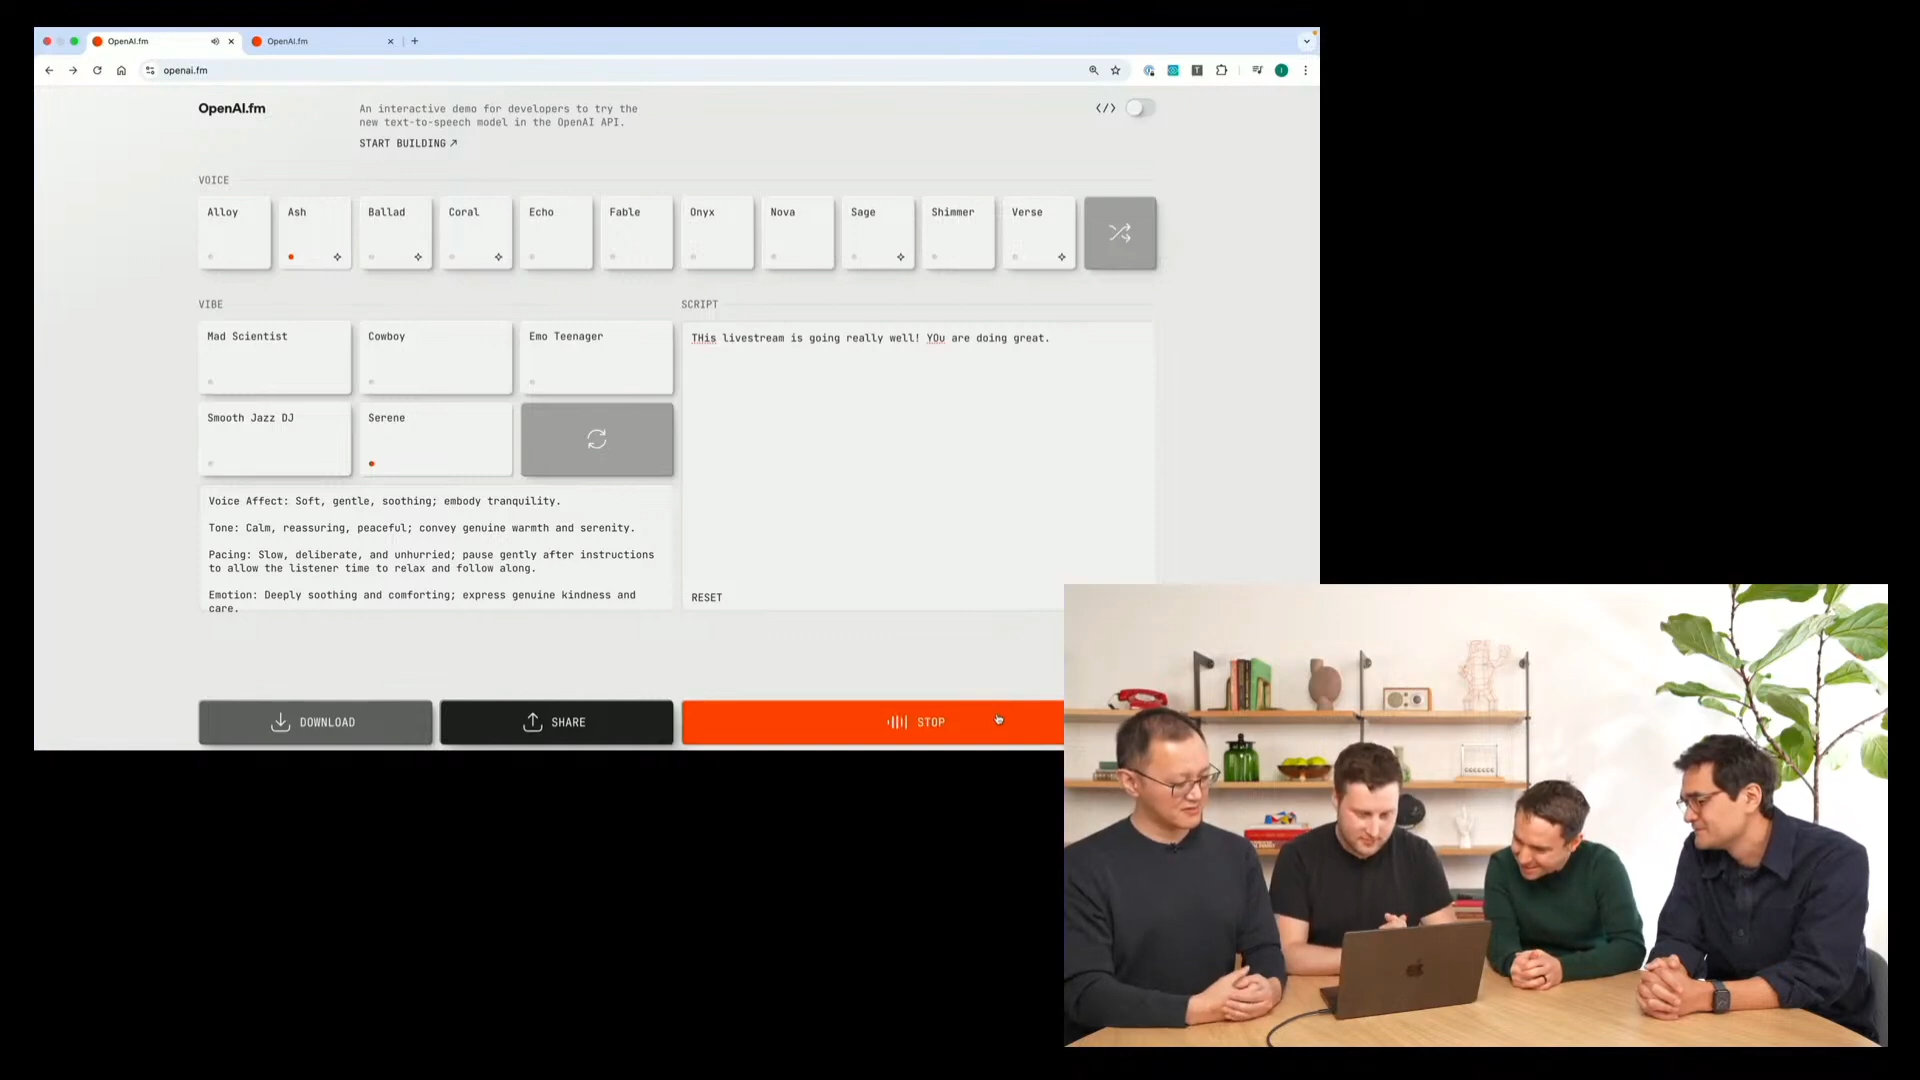 OpenAI.fm
OpenAI.fm
openai.fm
OpenAI.fm
An interactive demo for developers to try the
new text-to-speech model in the OpenAI API.
START BUILDING ↗
</>
VOICE
Alloy
Ash
Ballad
Coral
Echo
Fable
Onyx
Nova
Sage
Shimmer
Verse
VIBE
Mad Scientist
Cowboy
Emo Teenager
Smooth Jazz DJ
Serene
Voice Affect: Soft, gentle, soothing; embody tranquility.
Tone: Calm, reassuring, peaceful; convey genuine warmth and serenity.
Pacing: Slow, deliberate, and unhurried; pause gently after instructions
to allow the listener time to relax and follow along.
Emotion: Deeply soothing and comforting; express genuine kindness and
care.
SCRIPT
THis livestream is going really well! YOu are doing great.
RESET
DOWNLOAD
SHARE
STOP